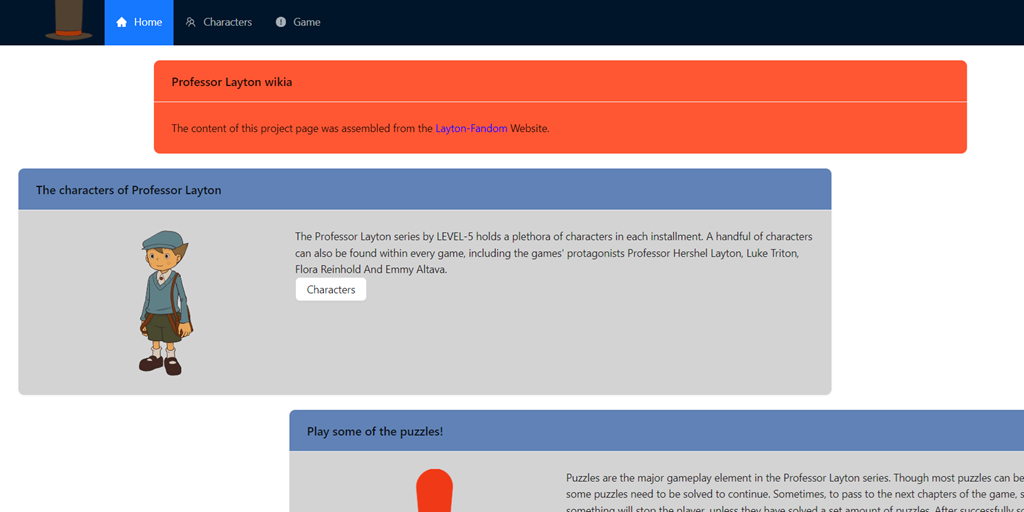 Home
Characters
Game
Professor Layton wikia
The content of this project page was assembled from the Layton-Fandom Website.
The characters of Professor Layton
The Professor Layton series by LEVEL-5 holds a plethora of characters in each installment. A handful of characters
can also be found within every game, including the games' protagonists Professor Hershel Layton, Luke Triton,
Flora Reinhold And Emmy Altava.
Characters
Play some of the puzzles!
Puzzles are the major gameplay element in the Professor Layton series. Though most puzzles can be
some puzzles need to be solved to continue. Sometimes, to pass to the next chapters of the game,
something will stop the player, unless they have solved a set amount of puzzles. After successfully